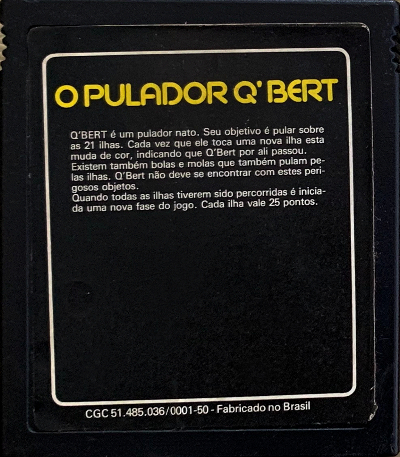 O PULADOR Q'BERT
Q'BERT é um pulador nato. Seu objetivo é pular sobre
as 21 ilhas. Cada vez que ele toca uma nova ilha esta
muda de cor, indicando que Q'Bert por ali passou.
Existem também bolas e molas que também pulam pe-
las ilhas. Q'Bert não deve se encontrar com estes peri-
gosos objetos.
Quando todas as ilhas tiverem sido percorridas é inicia-
da uma nova fase do jogo. Cada ilha vale 25 pontos.
CGC 51.485.036/0001-50 - Fabricado no Brasil